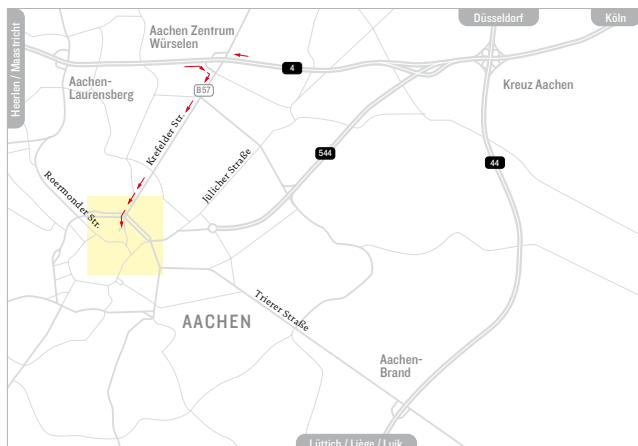 Düsseldorf
Köln
Heerlen / Maastricht
Aachen Zentrum
Würselen
4
Kreuz Aachen
Aachen-
Laurensberg
B57
Krefelder Str.
544
44
Jülicher Straße
Roermonder Str.
Trierer Straße
AACHEN
Aachen-
Brand
Lüttich / Liège / Luik